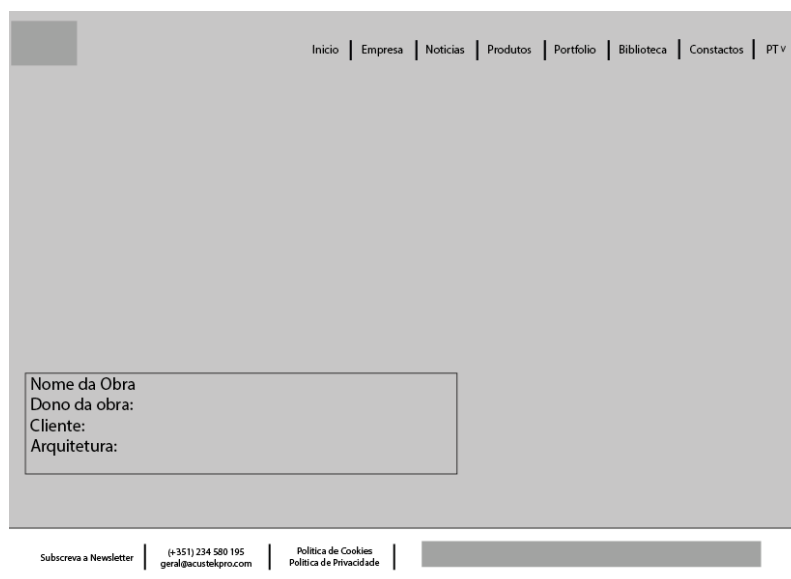 Inicio | Empresa | Noticias | Produtos | Portfolio | Biblioteca | Constactos | PT v
Nome da Obra
Dono da obra:
Cliente:
Arquitetura:
Subscreva a Newsletter
(+351) 234 580 195
geral@acustekpro.com
Politica de Cookies
Politica de Privacidade